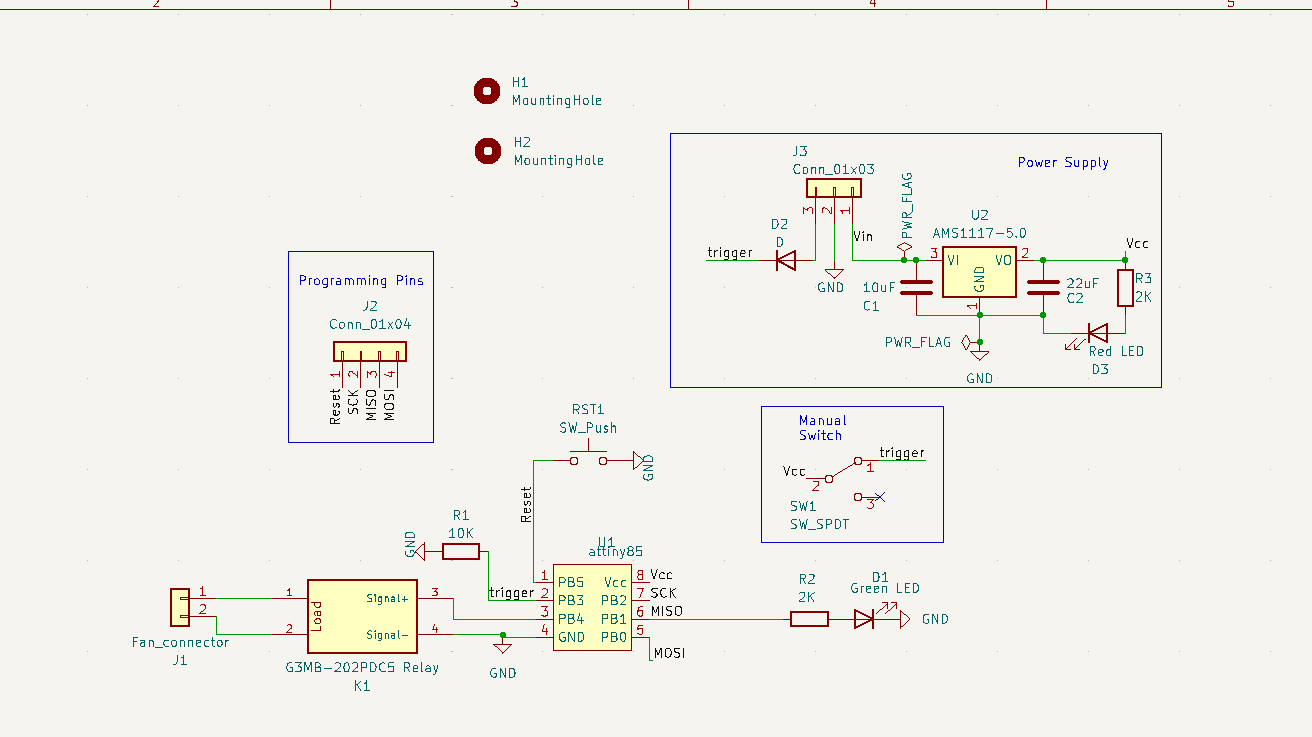 2
3
4
5
H1
MountingHole
H2
MountingHole
Power Supply
J3
Conn_01x03
3
2
1
PWR_FLAG
D2
D
trigger
Vin
GND
U2
AMS1117-5.0
3
VI
GND
VO
2
1
Vcc
10uF
C1
22uF
C2
R3
2K
PWR_FLAG
GND
Red LED
D3
Programming Pins
J2
Conn_01x04
1
2
3
4
Reset
SCK
MISO
MOSI
Manual
Switch
trigger
Vcc
1
2
3
SW1
SW_SPDT
RST1
SW_Push
GND
Reset
R1
10K
GND
U1
attiny85
trigger
1
PB5
Vcc
8
Vcc
2
PB3
PB2
7
SCK
3
PB4
PB1
6
MISO
4
GND
PB0
5
MOSI
R2
2K
D1
Green LED
GND
1
2
Fan_connector
J1
1
2
Load
Signal+
3
Signal-
4
G3MB-202PDC5 Relay
K1
GND